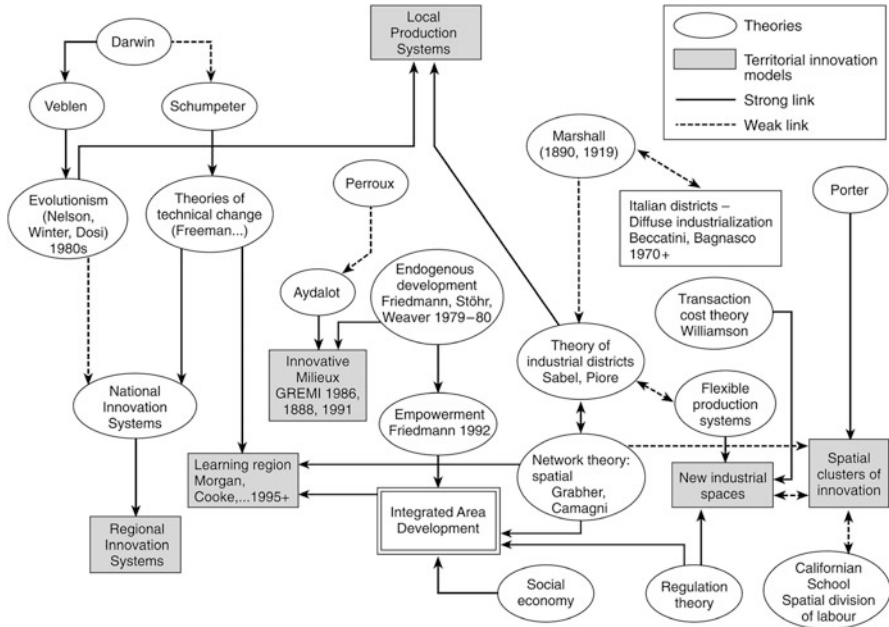 Local
Production
Systems
Theories
Territorial innovation
models
Strong link
Weak link
Darwin
Veblen
Schumpeter
Marshall
(1890, 1919)
Porter
Evolutionism
(Nelson,
Winter, Dosi)
1980s
Theories of
technical change
(Freeman...)
Perroux
Italian districts –
Diffuse industrialization
Beccatini, Bagnasco
1970+
Aydalot
Endogenous
development
Friedmann, Stöhr,
Weaver 1979–80
Transaction
cost theory
Williamson
Innovative
Milieux
GREMI 1986,
1888, 1991
Theory of
industrial districts
Sabel, Piore
National
Innovation
Systems
Empowerment
Friedmann 1992
Flexible
production
systems
Learning region
Morgan,
Cooke,...1995+
Network theory:
spatial
Grabher,
Camagni
New industrial
spaces
Spatial
clusters of
innovation
Integrated Area
Development
Regional
Innovation
Systems
Social
economy
Regulation
theory
Californian
School
Spatial division
of labour